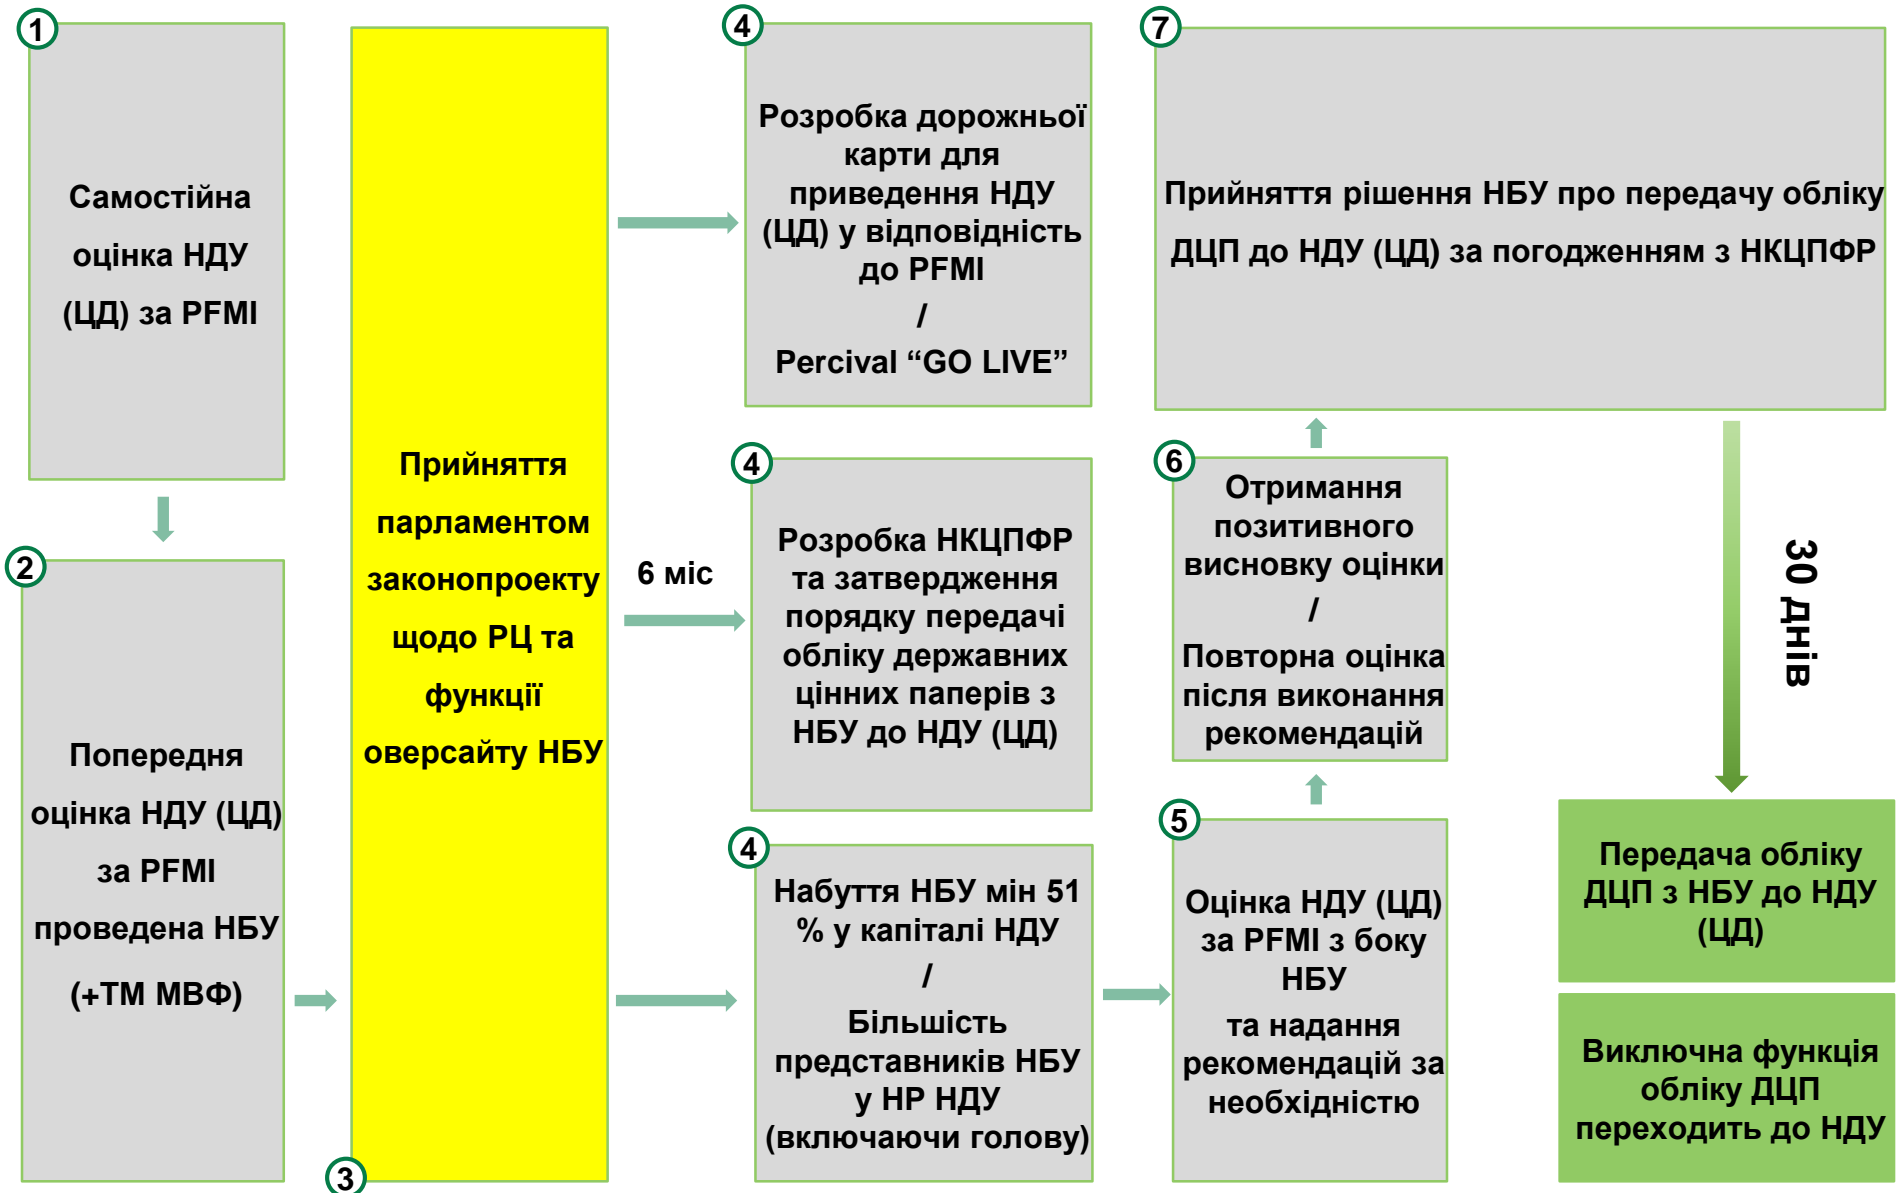 1
Самостійна
оцінка НДУ
(ЦД) за PFMI
2
Попередня
оцінка НДУ (ЦД)
за PFMI
проведена НБУ
(+ТМ МВФ)
3
Прийняття
парламентом
законопроекту
щодо РЦ та
функції
оверсайту НБУ
6 міс
4
Розробка дорожньої
карти для
приведення НДУ
(ЦД) у відповідність
до PFMI
/
Percival “GO LIVE”
4
Розробка НКЦПФР
та затвердження
порядку передачі
обліку державних
цінних паперів з
НБУ до НДУ (ЦД)
4
Набуття НБУ мін 51
% у капіталі НДУ
/
Більшість
представників НБУ
у НР НДУ
(включаючи голову)
5
Оцінка НДУ (ЦД)
за PFMI з боку
НБУ
та надання
рекомендацій за
необхідністю
6
Отримання
позитивного
висновку оцінки
/
Повторна оцінка
після виконання
рекомендацій
7
Прийняття рішення НБУ про передачу обліку
ДЦП до НДУ (ЦД) за погодженням з НКЦПФР
30 днів
Передача обліку
ДЦП з НБУ до НДУ
(ЦД)
Виключна функція
обліку ДЦП
переходить до НДУ